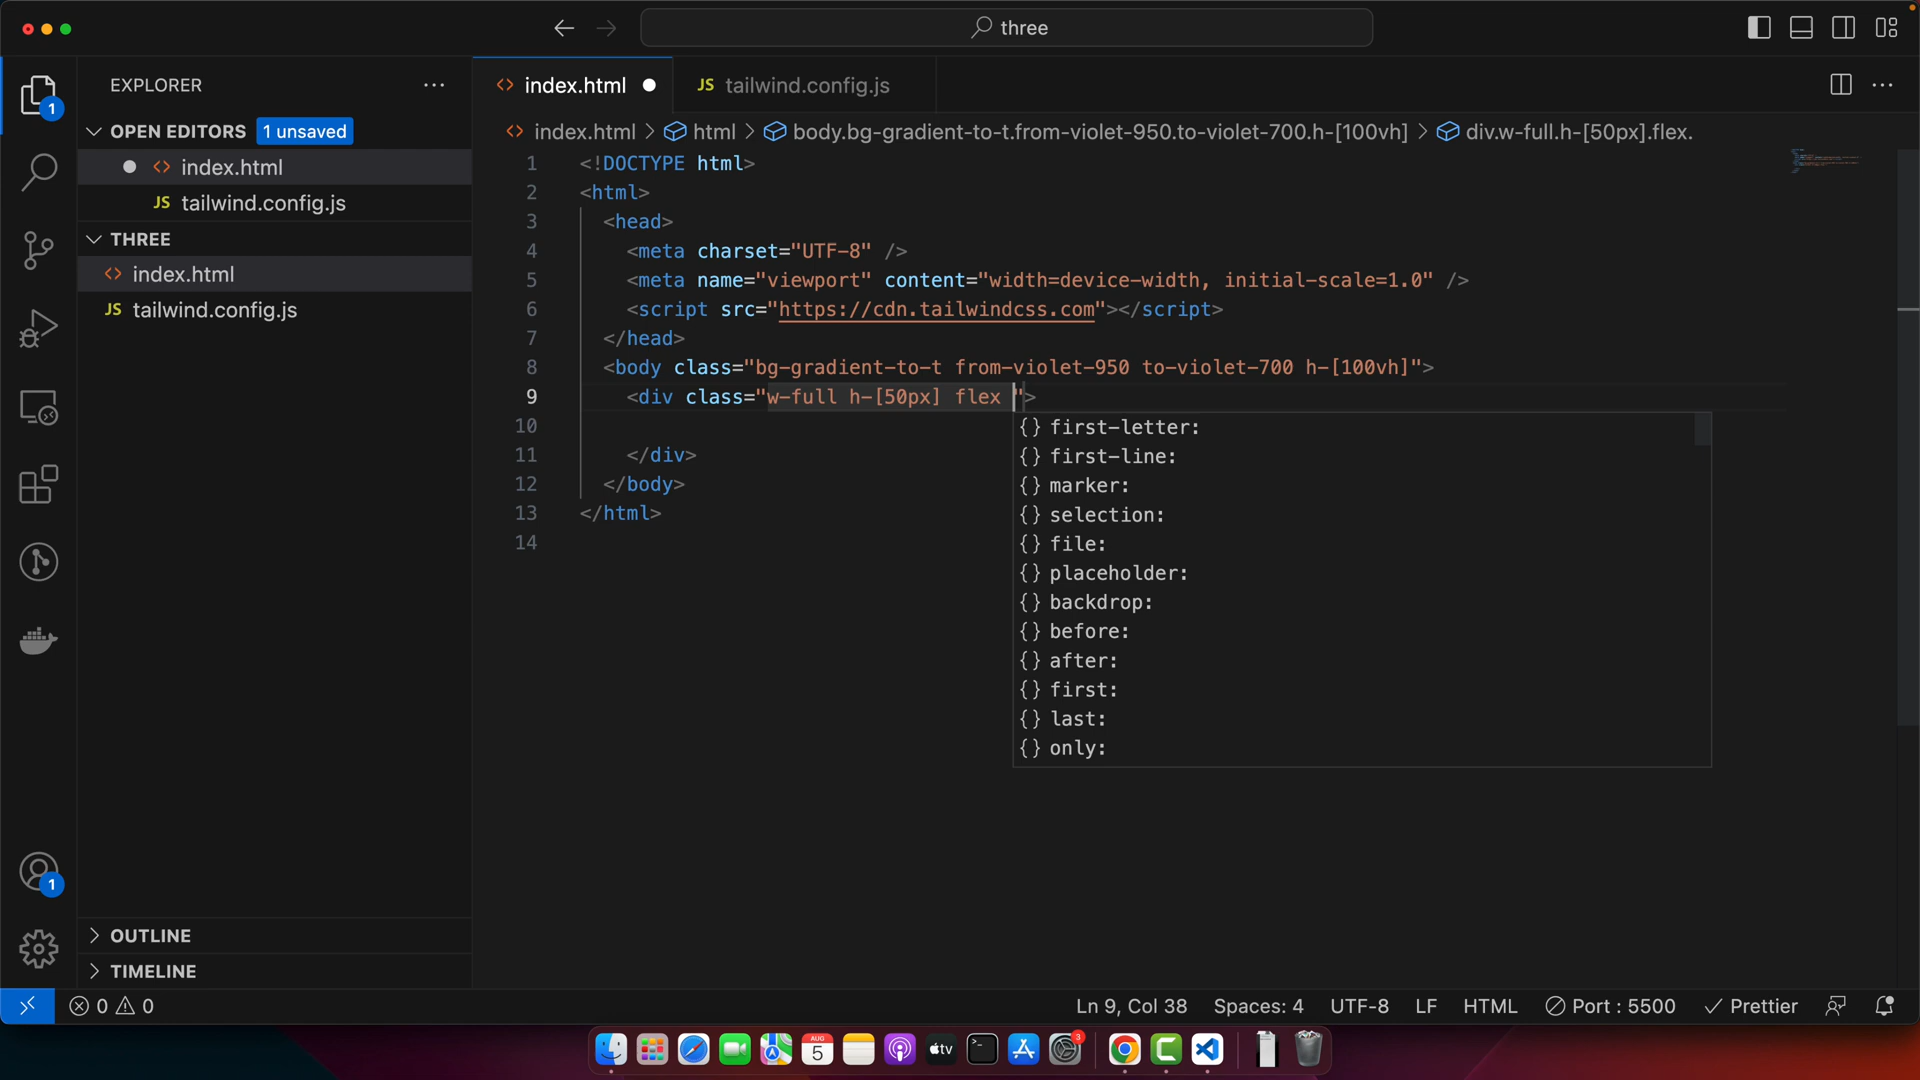 three
EXPLORER
index.html
tailwind.config.js
1
OPEN EDITORS
1 unsaved
index.html > html > body.bg-gradient-to-t.from-violet-950.to-violet-700.h-[100vh] > div.w-full.h-[50px].flex.
index.html
tailwind.config.js
THREE
index.html
tailwind.config.js
1 <!DOCTYPE html>
2 <html>
3 <head>
4 <meta charset="UTF-8" />
5 <meta name="viewport" content="width=device-width, initial-scale=1.0" />
6 <script src="https://cdn.tailwindcss.com"></script>
7 </head>
8 <body class="bg-gradient-to-t from-violet-950 to-violet-700 h-[100vh]">
9 <div class="w-full h-[50px] flex ">
10
11 </div>
12 </body>
13 </html>
14
{} first-letter:
{} first-line:
{} marker:
{} selection:
{} file:
{} placeholder:
{} backdrop:
{} before:
{} after:
{} first:
{} last:
{} only:
1
OUTLINE
TIMELINE
0 0
Ln 9, Col 38
Spaces: 4
UTF-8
LF
HTML
Port : 5500
Prettier
AUG
5
tv
3